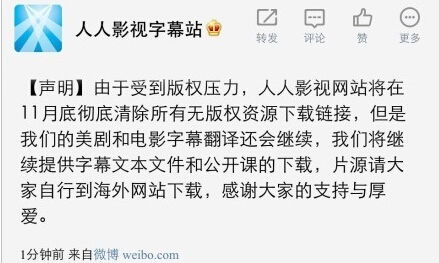 人人影视字幕站
转发 评论 赞 更多
【声明】由于受到版权压力，人人影视网站将在
11月底彻底清除所有无版权资源下载链接，但是
我们的美剧和电影字幕翻译还会继续，我们将继
续提供字幕文本文件和公开课的下载，片源请大
家自行到海外网站下载，感谢大家的支持与厚
爱。
1分钟前 来自微博 weibo.com